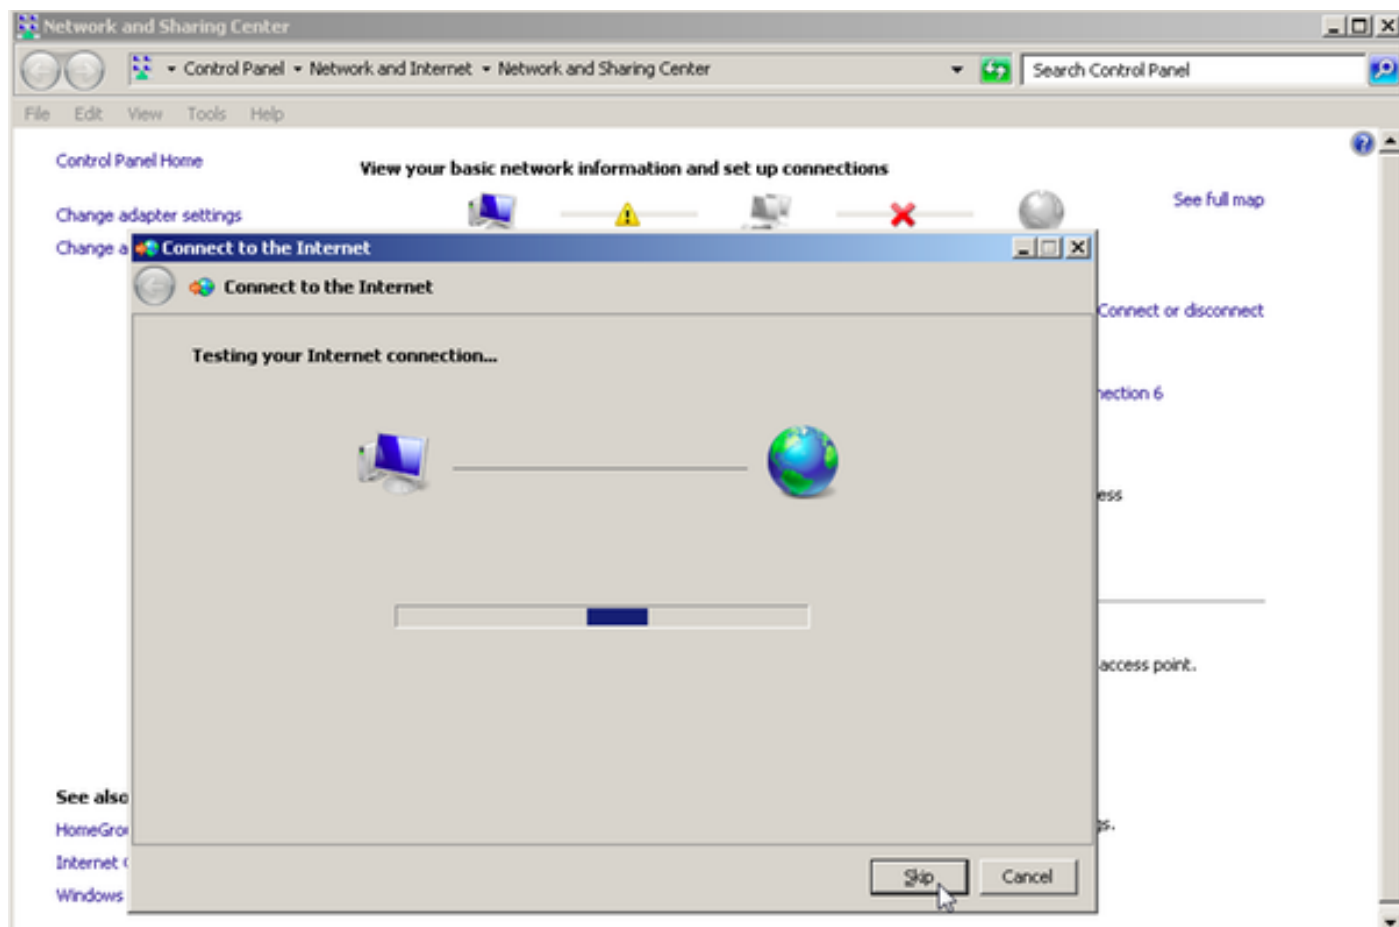 Network and Sharing Center
Control Panel Network and Internet Network and Sharing Center Search Control Panel
File Edit View Tools Help
Control Panel Home
View your basic network information and set up connections
See full map
Change adapter settings
Change a
Connect to the Internet
Connect to the Internet
Connect or disconnect
Testing your Internet connection...
nection 6
ess
access point.
See also
HomeGro
gs.
Internet
Skip Cancel
Windows